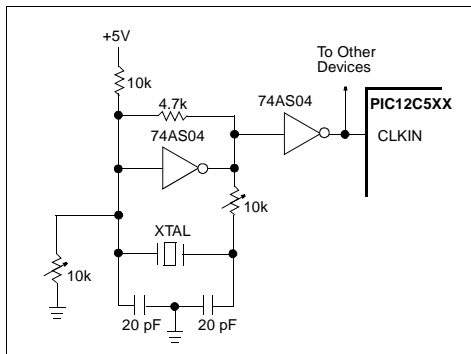 +5V
To Other
Devices
10k
4.7k
74AS04
PIC12C5XX
74AS04
CLKIN
10k
XTAL
10k
20 pF
20 pF